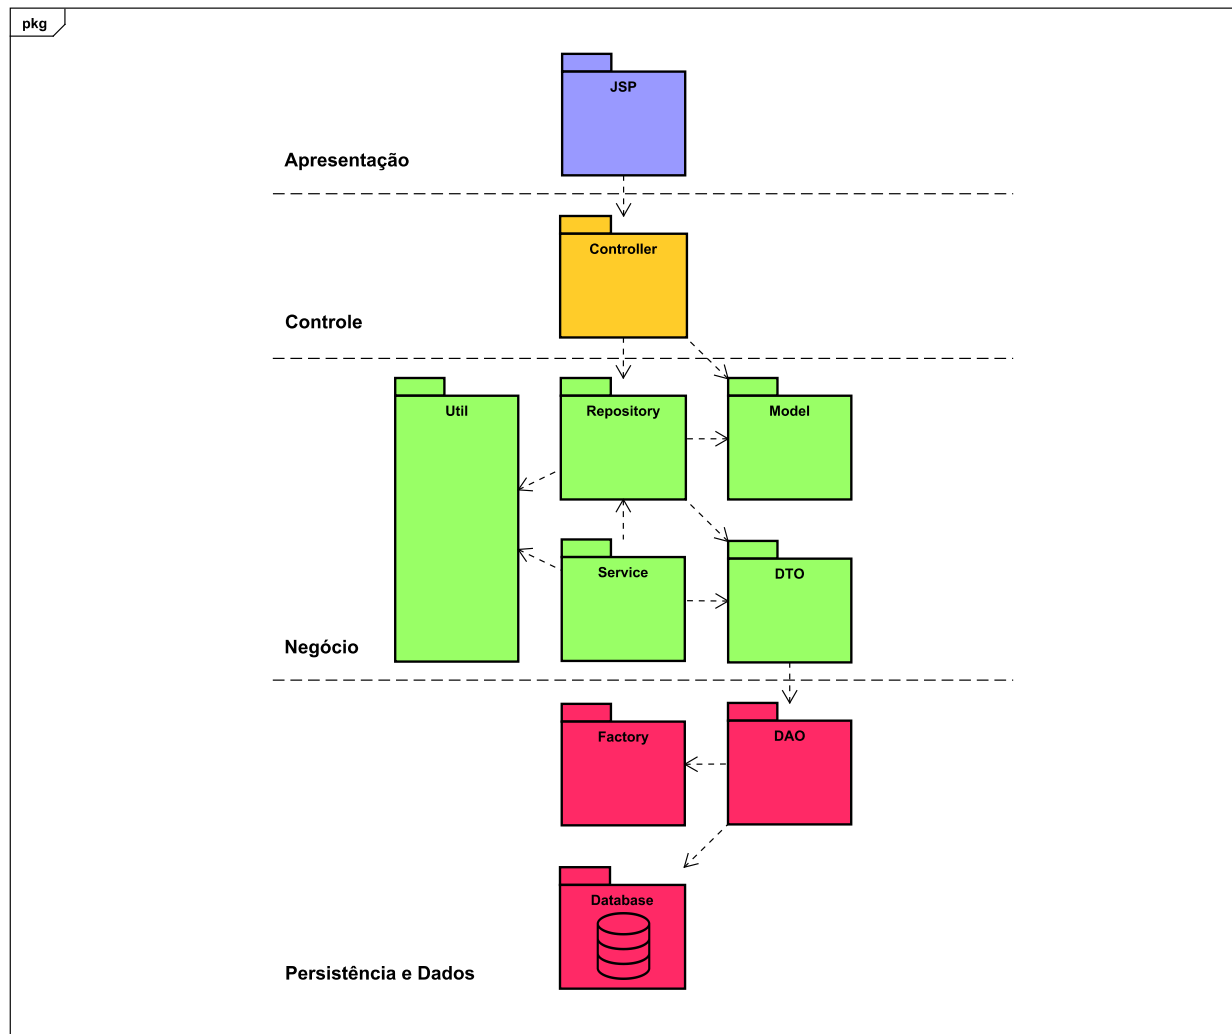 pkg
JSP
Apresentação
Controller
Controle
Util
Repository
Model
Service
DTO
Negócio
Factory
DAO
Database
Persistência e Dados